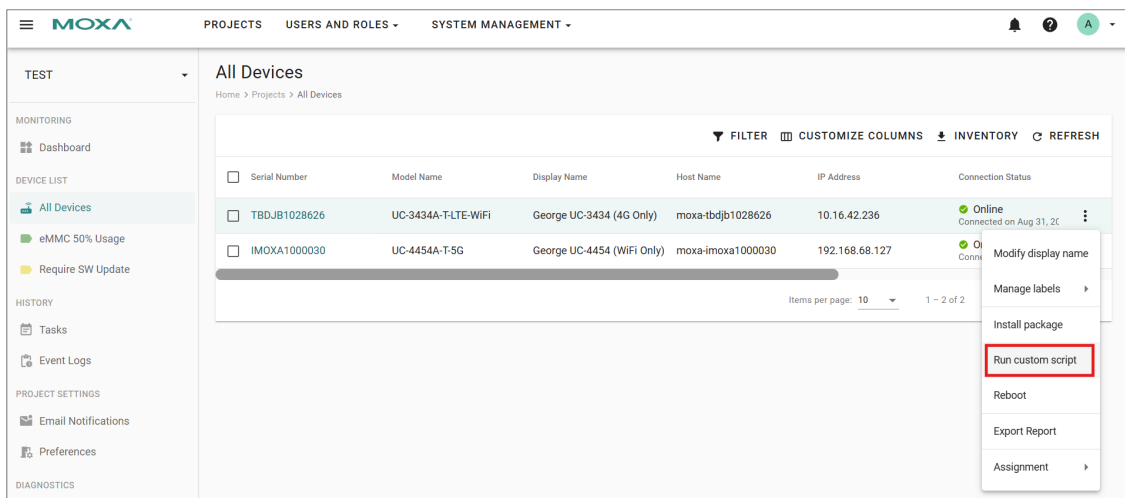 MOXA
PROJECTS USERS AND ROLES SYSTEM MANAGEMENT
A
TEST
MONITORING
Dashboard
DEVICE LIST
All Devices
eMMC 50% Usage
Require SW Update
HISTORY
Tasks
Event Logs
PROJECT SETTINGS
Email Notifications
Preferences
DIAGNOSTICS
All Devices
Home > Projects > All Devices
FILTER CUSTOMIZE COLUMNS INVENTORY REFRESH
Serial Number Model Name Display Name Host Name IP Address Connection Status
TBDJB1028626 UC-3434A-T-LTE-WiFi George UC-3434 (4G Only) moxa-tbdjb1028626 10.16.42.236 Online
Connected on Aug 31, 20
IMOXA1000030 UC-4454A-T-5G George UC-4454 (WiFi Only) moxa-imoxa1000030 192.168.68.127
Items per page: 10 1 – 2 of 2
Modify display name
Manage labels
Install package
Run custom script
Reboot
Export Report
Assignment